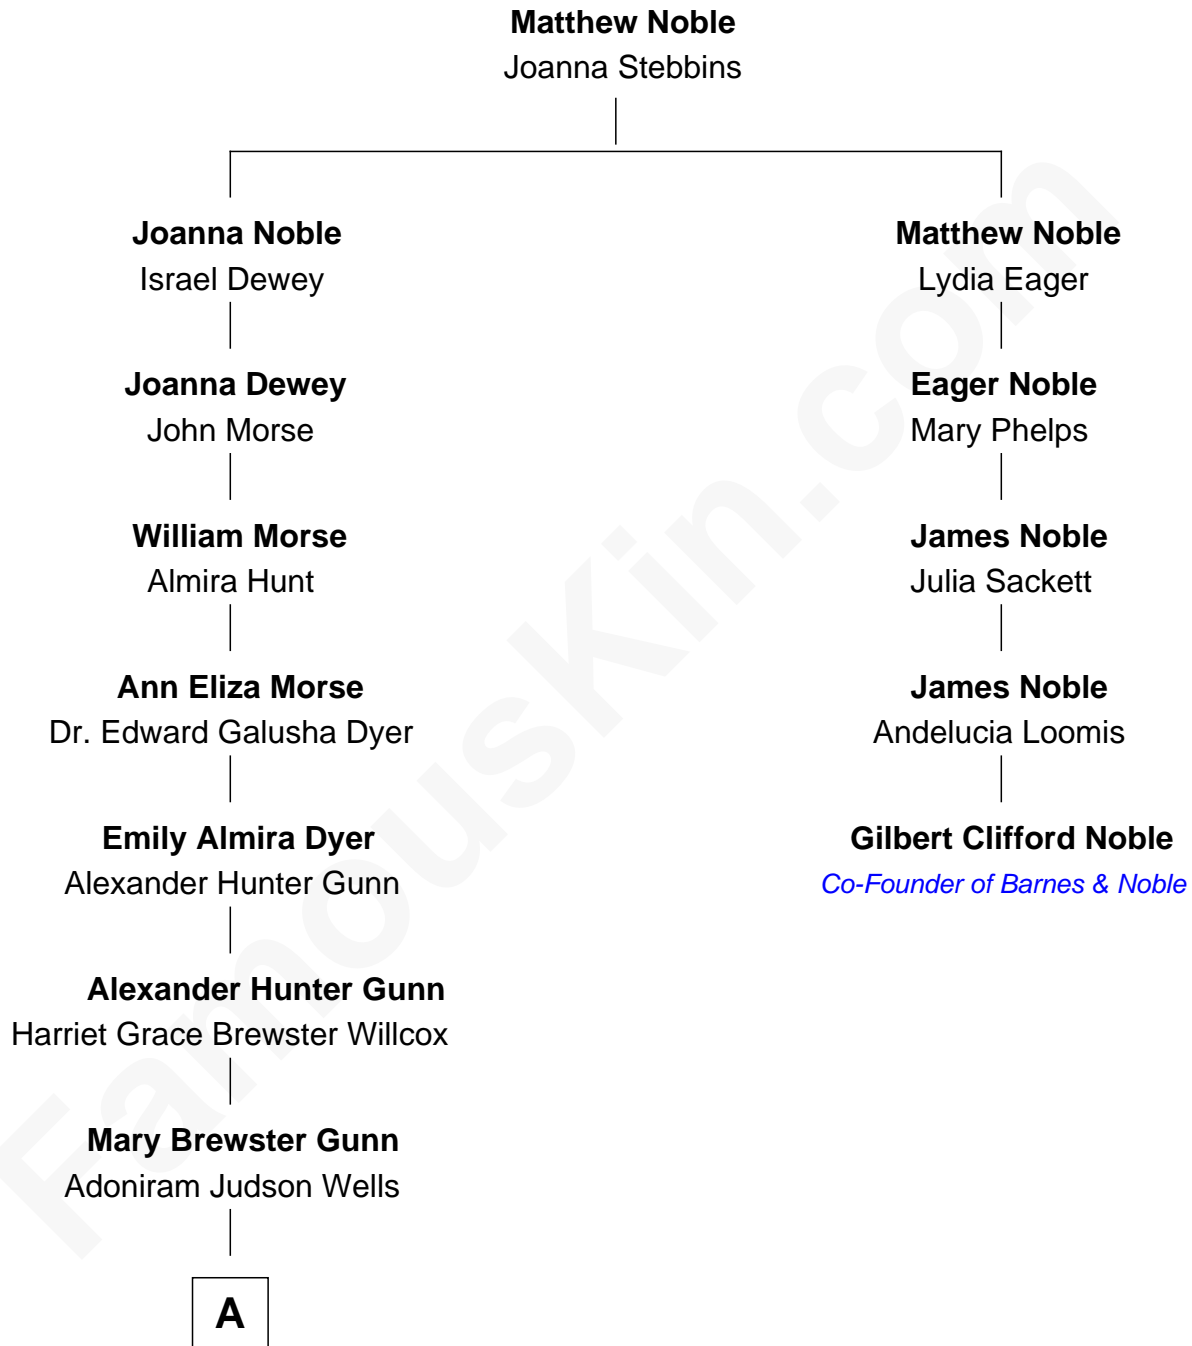 Matthew Noble
Joanna Stebbins
Joanna Noble
Israel Dewey
Matthew Noble
Lydia Eager
Joanna Dewey
John Morse
Eager Noble
Mary Phelps
William Morse
Almira Hunt
James Noble
Julia Sackett
Ann Eliza Morse
Dr. Edward Galusha Dyer
James Noble
Andelucia Loomis
Emily Almira Dyer
Alexander Hunter Gunn
Gilbert Clifford Noble
Co-Founder of Barnes & Noble
Alexander Hunter Gunn
Harriet Grace Brewster Willcox
Mary Brewster Gunn
Adoniram Judson Wells
A
FamousKin.com